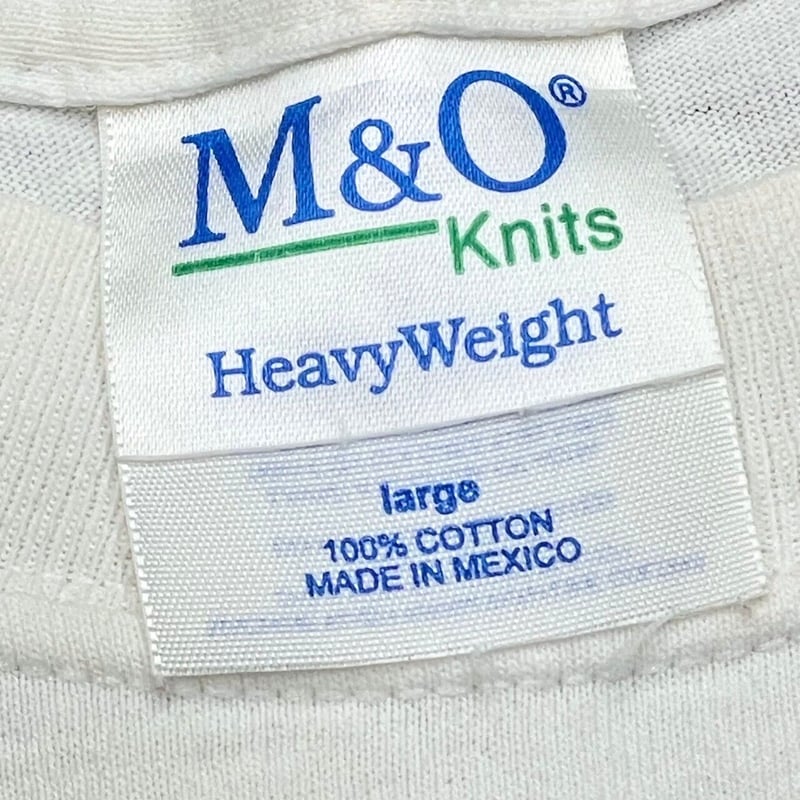 M&O®
Knits
HeavyWeight
large
100% COTTON
MADE IN MEXICO